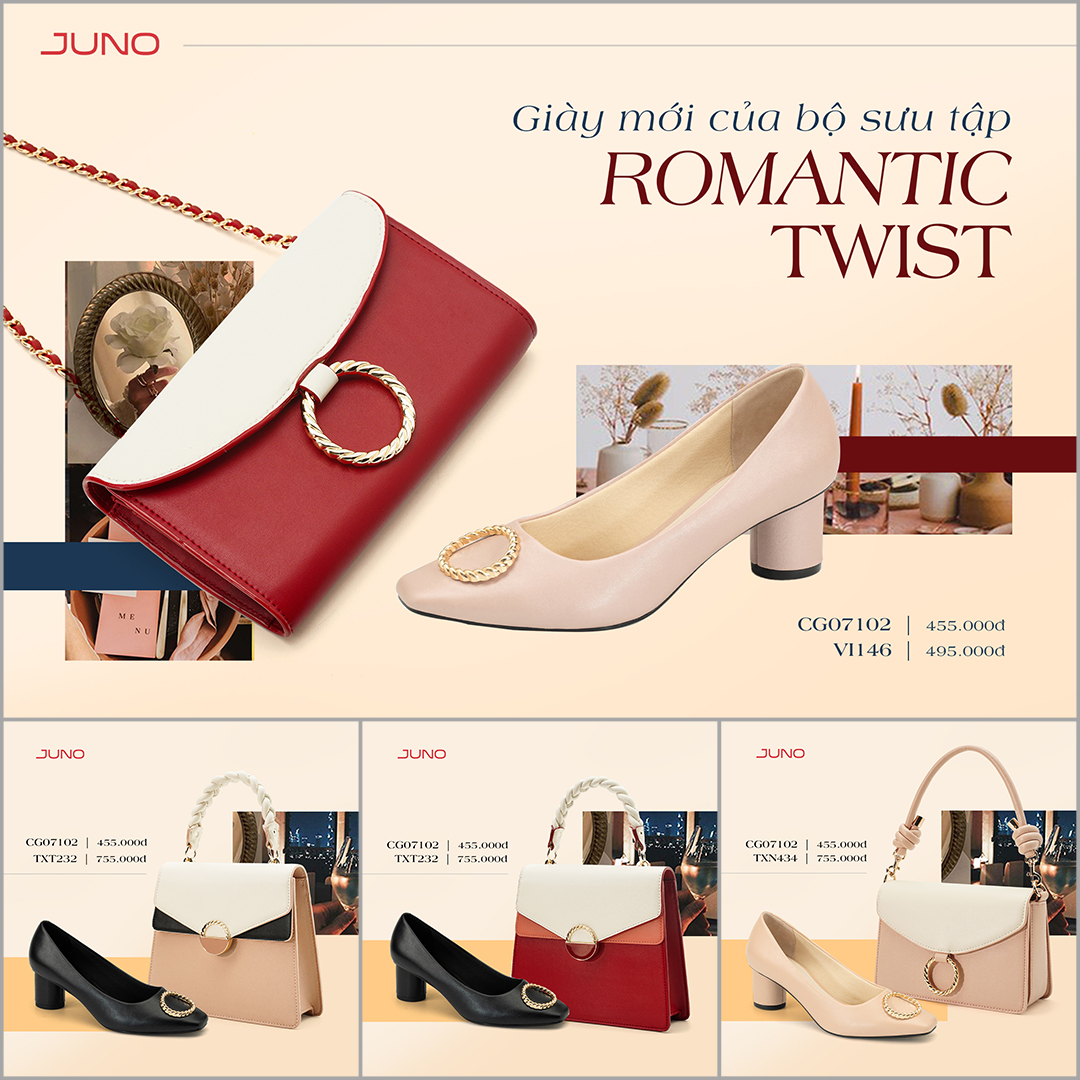 JUNO
Giày mới của bộ sưu tập
ROMANTIC
TWIST
ME
NU
CG07102 | 455.000đ
VI146 | 495.000đ
JUNO
CG07102 | 455.000đ
TXT232 | 755.000đ
JUNO
CG07102 | 455.000đ
TXT232 | 755.000đ
JUNO
CG07102 | 455.000đ
TXN434 | 755.000đ